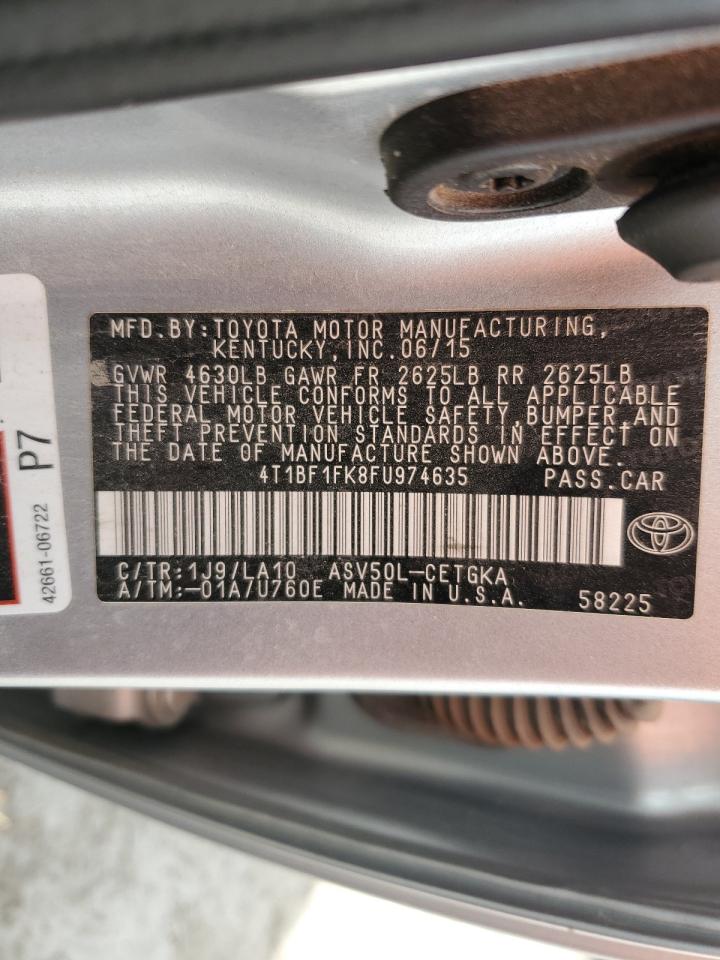 MFD.BY:TOYOTA MOTOR MANUFACTURING,
KENTUCKY,INC.06/15
GVWR 4630LB GAWR FR 2625LB RR 2625LB
THIS VEHICLE CONFORMS TO ALL APPLICABLE
FEDERAL MOTOR VEHICLE SAFETY,BUMPER,AND
THEFT PREVENTION STANDARDS IN EFFECT ON
THE DATE OF MANUFACTURE SHOWN ABOVE.
4T1BF1FK8FU974635 PASS.CAR
C/TR:1J9/LA10 ASV50L-CETGKA
A/TM:-01A/U760E MADE IN U.S.A. 58225
P7
42661-06722